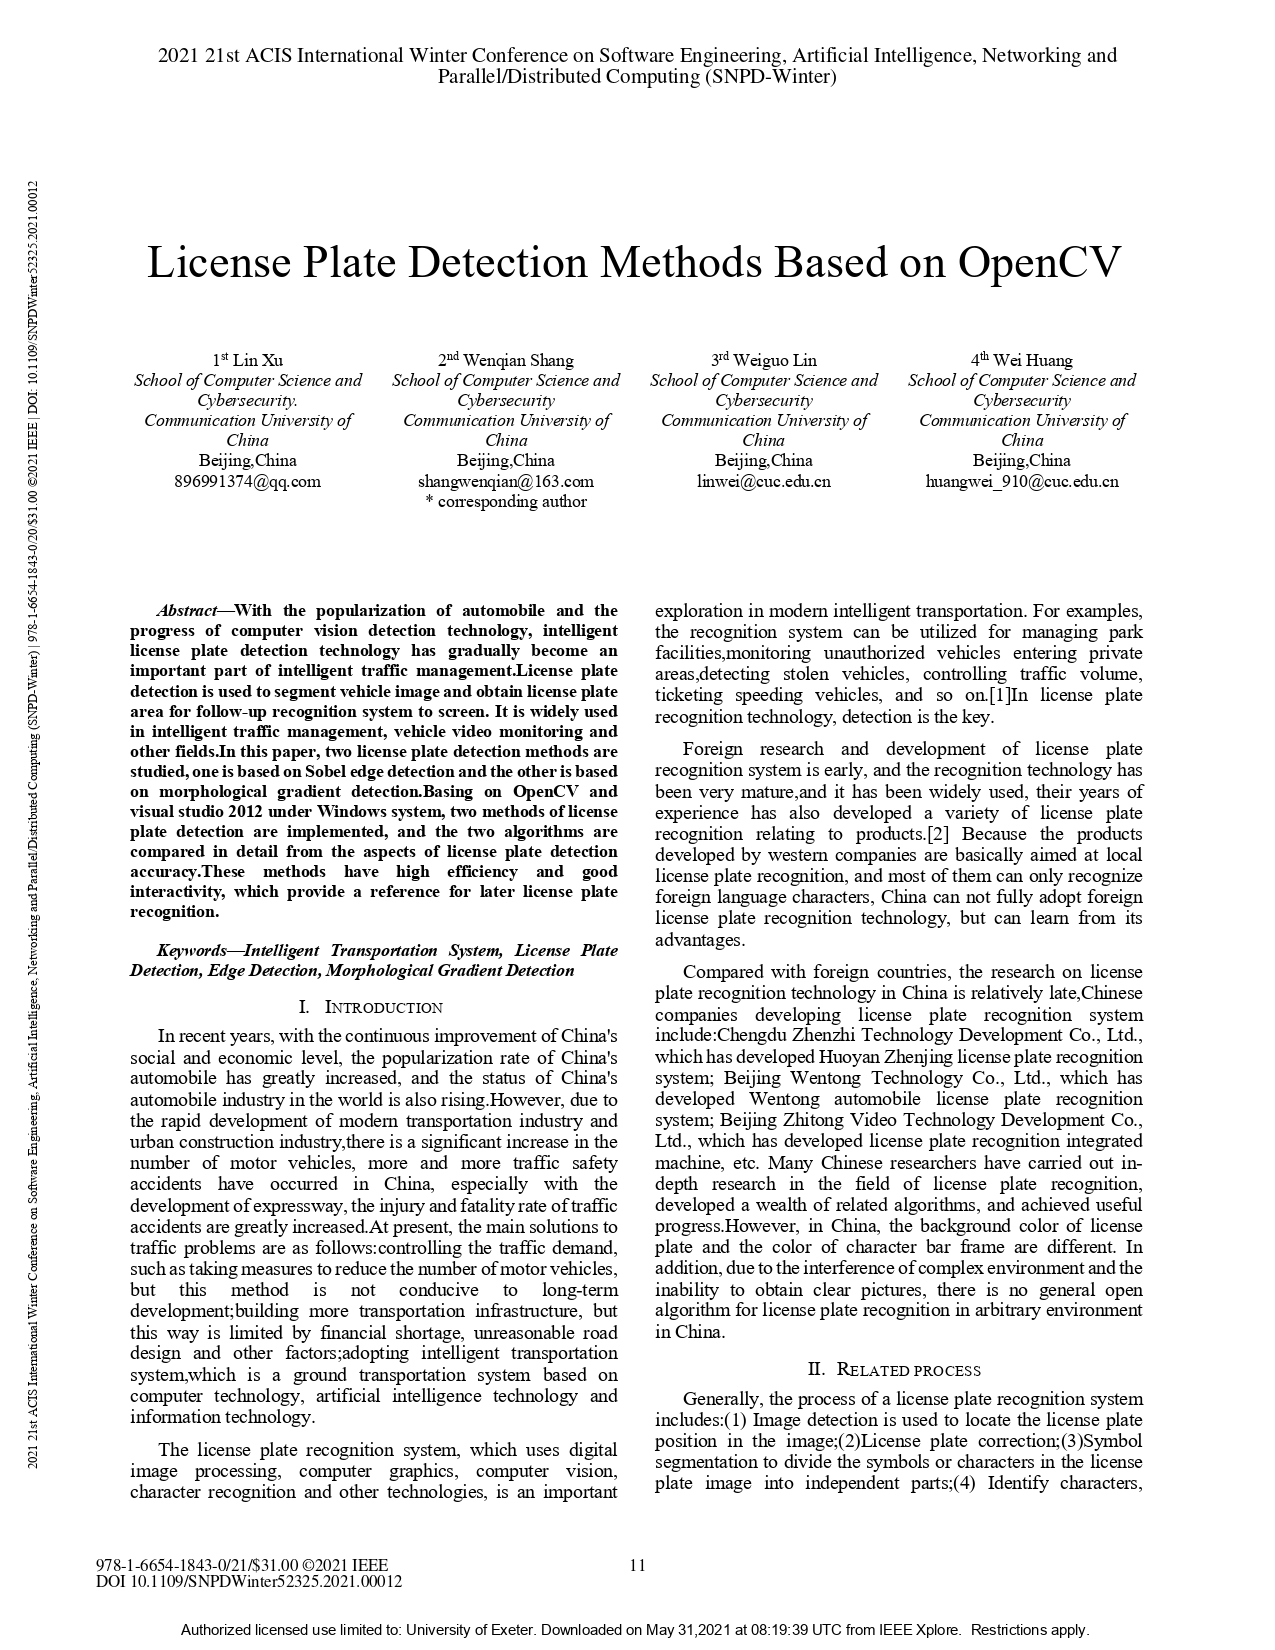 2021 21st ACIS International Winter Conference on Software Engineering, Artificial Intelligence, Networking and
Parallel/Distributed Computing (SNPD-Winter)
2021 21st ACIS International Winter Conference on Software Engineering, Artificial Intelligence, Networking and Parallel/Distributed Computing (SNPD-Winter) | 978-1-6654-1843-0/20/$31.00 ©2021 IEEE | DOI: 10.1109/SNPDWinter52325.2021.00012
License Plate Detection Methods Based on OpenCV
1st Lin Xu
School of Computer Science and
Cybersecurity.
Communication University of
China
Beijing,China
896991374@qq.com
2nd Wenqian Shang
School of Computer Science and
Cybersecurity
Communication University of
China
Beijing,China
shangwenqian@163.com
* corresponding author
3rd Weiguo Lin
School of Computer Science and
Cybersecurity
Communication University of
China
Beijing,China
linwei@cuc.edu.cn
4th Wei Huang
School of Computer Science and
Cybersecurity
Communication University of
China
Beijing,China
huangwei_910@cuc.edu.cn
Abstract—With the popularization of automobile and the
progress of computer vision detection technology, intelligent
license plate detection technology has gradually become an
important part of intelligent traffic management.License plate
detection is used to segment vehicle image and obtain license plate
area for follow-up recognition system to screen. It is widely used
in intelligent traffic management, vehicle video monitoring and
other fields.In this paper, two license plate detection methods are
studied, one is based on Sobel edge detection and the other is based
on morphological gradient detection.Basing on OpenCV and
visual studio 2012 under Windows system, two methods of license
plate detection are implemented, and the two algorithms are
compared in detail from the aspects of license plate detection
accuracy.These methods have high efficiency and good
interactivity, which provide a reference for later license plate
recognition.
Keywords—Intelligent Transportation System, License Plate
Detection, Edge Detection, Morphological Gradient Detection
I. INTRODUCTION
In recent years, with the continuous improvement of China's
social and economic level, the popularization rate of China's
automobile has greatly increased, and the status of China's
automobile industry in the world is also rising.However, due to
the rapid development of modern transportation industry and
urban construction industry,there is a significant increase in the
number of motor vehicles, more and more traffic safety
accidents have occurred in China, especially with the
development of expressway, the injury and fatality rate of traffic
accidents are greatly increased.At present, the main solutions to
traffic problems are as follows:controlling the traffic demand,
such as taking measures to reduce the number of motor vehicles,
but this method is not conducive to long-term
development;building more transportation infrastructure, but
this way is limited by financial shortage, unreasonable road
design and other factors;adopting intelligent transportation
system,which is a ground transportation system based on
computer technology, artificial intelligence technology and
information technology.
The license plate recognition system, which uses digital
image processing, computer graphics, computer vision,
character recognition and other technologies, is an important
exploration in modern intelligent transportation. For examples,
the recognition system can be utilized for managing park
facilities,monitoring unauthorized vehicles entering private
areas,detecting stolen vehicles, controlling traffic volume,
ticketing speeding vehicles, and so on.[1]In license plate
recognition technology, detection is the key.
Foreign research and development of license plate
recognition system is early, and the recognition technology has
been very mature,and it has been widely used, their years of
experience has also developed a variety of license plate
recognition relating to products.[2] Because the products
developed by western companies are basically aimed at local
license plate recognition, and most of them can only recognize
foreign language characters, China can not fully adopt foreign
license plate recognition technology, but can learn from its
advantages.
Compared with foreign countries, the research on license
plate recognition technology in China is relatively late,Chinese
companies developing license plate recognition system
include:Chengdu Zhenzhi Technology Development Co., Ltd.,
which has developed Huoyan Zhenjing license plate recognition
system; Beijing Wentong Technology Co., Ltd., which has
developed Wentong automobile license plate recognition
system; Beijing Zhitong Video Technology Development Co.,
Ltd., which has developed license plate recognition integrated
machine, etc. Many Chinese researchers have carried out in-
depth research in the field of license plate recognition,
developed a wealth of related algorithms, and achieved useful
progress.However, in China, the background color of license
plate and the color of character bar frame are different. In
addition, due to the interference of complex environment and the
inability to obtain clear pictures, there is no general open
algorithm for license plate recognition in arbitrary environment
in China.
II. RELATED PROCESS
Generally, the process of a license plate recognition system
includes:(1) Image detection is used to locate the license plate
position in the image;(2)License plate correction;(3)Symbol
segmentation to divide the symbols or characters in the license
plate image into independent parts;(4) Identify characters,
978-1-6654-1843-0/21/$31.00 ©2021 IEEE
DOI 10.1109/SNPDWinter52325.2021.00012
11
Authorized licensed use limited to: University of Exeter. Downloaded on May 31,2021 at 08:19:39 UTC from IEEE Xplore. Restrictions apply.